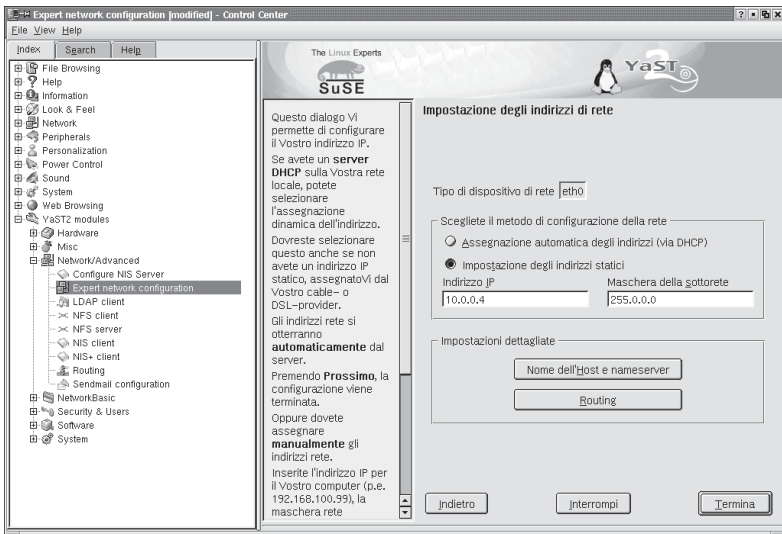 Expert network configuration [modified] - Control Center
File View Help
Index Search Help
File Browsing
Help
Information
Look & Feel
Network
Peripherals
Personalization
Power Control
Sound
System
Web Browsing
YaST2 modules
Hardware
Misc
Network/Advanced
Configure NIS Server
Expert network configuration
LDAP client
NFS client
NFS server
NIS client
NIS+ client
Routing
Sendmail configuration
NetworkBasic
Security & Users
Software
System
The Linux Experts
SuSE
YaST
2
Questo dialogo Vi
permette di configurare
il Vostro indirizzo IP.
Se avete un server
DHCP sulla Vostra rete
locale, potete
selezionare
l'assegnazione
dinamica dell'indirizzo.
Dovreste selezionare
questo anche se non
avete un indirizzo IP
statico, assegnatoVi dal
Vostro cable- o
DSL-provider.
Gli indirizzi rete si
otterranno
automaticamente dal
server.
Premendo Prossimo, la
configurazione viene
terminata.
Oppure dovete
assegnare
manualmente gli
indirizzi rete.
Inserite l'indirizzo IP per
il Vostro computer (p.e.
192.168.100.99), la
maschera rete
Impostazione degli indirizzi di rete
Tipo di dispositivo di rete eth0
Scegliete il metodo di configurazione della rete
Assegnazione automatica degli indirizzi (via DHCP)
Impostazione degli indirizzi statici
Indirizzo IP Maschera della sottorete
10.0.0.4 255.0.0.0
Impostazioni dettagliate
Nome dell'Host e nameserver
Routing
Indietro Interrompi Termina